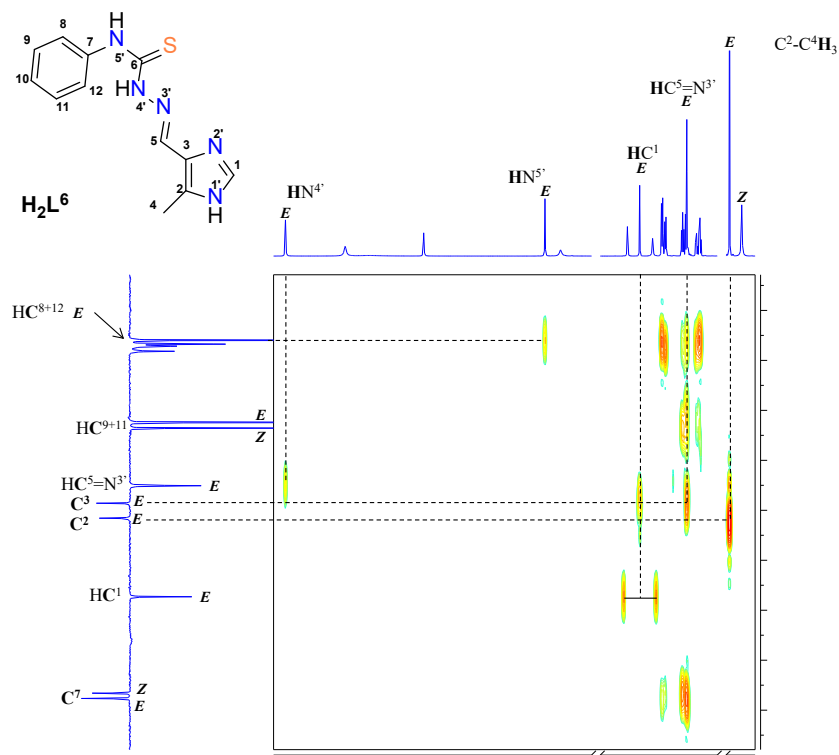 8
9
7
10
11
12
H
N
5'
S
6
HN
4'
N
3'
5
3
N
2'
1
2
N
H
1'
4
H₂L⁶
HN⁴'
E
HN⁵'
E
HC¹
E
HC⁵=N³'
E
E
Z
C²-C⁴H₃
HC⁸⁺¹² E
HC⁹⁺¹¹
E
Z
HC⁵=N³' E
C³ E
C² E
HC¹ E
C⁷
Z
E